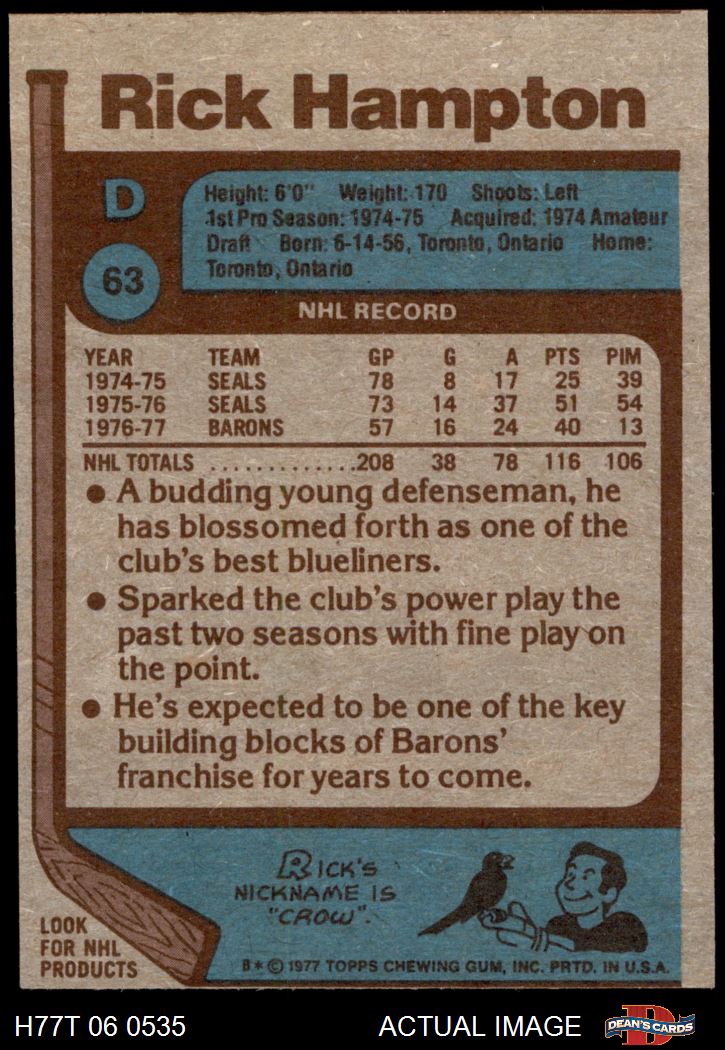 Rick Hampton
D
63
Height: 6'0" Weight: 170 Shoots: Left
1st Pro Season: 1974-75 Acquired: 1974 Amateur
Draft Born: 6-14-56, Toronto, Ontario Home:
Toronto, Ontario
NHL RECORD
YEAR TEAM GP G A PTS PIM
1974-75 SEALS 78 8 17 25 39
1975-76 SEALS 73 14 37 51 54
1976-77 BARONS 57 16 24 40 13
NHL TOTALS .............208 38 78 116 106
● A budding young defenseman, he
has blossomed forth as one of the
club's best blueliners.
● Sparked the club's power play the
past two seasons with fine play on
the point.
● He's expected to be one of the key
building blocks of Barons'
franchise for years to come.
RICK'S
NICKNAME IS
"CROW".
LOOK
FOR NHL
PRODUCTS
B*© 1977 TOPPS CHEWING GUM, INC. PRTD. IN U.S.A.
H77T 06 0535 ACTUAL IMAGE D DEAN'S CARDS